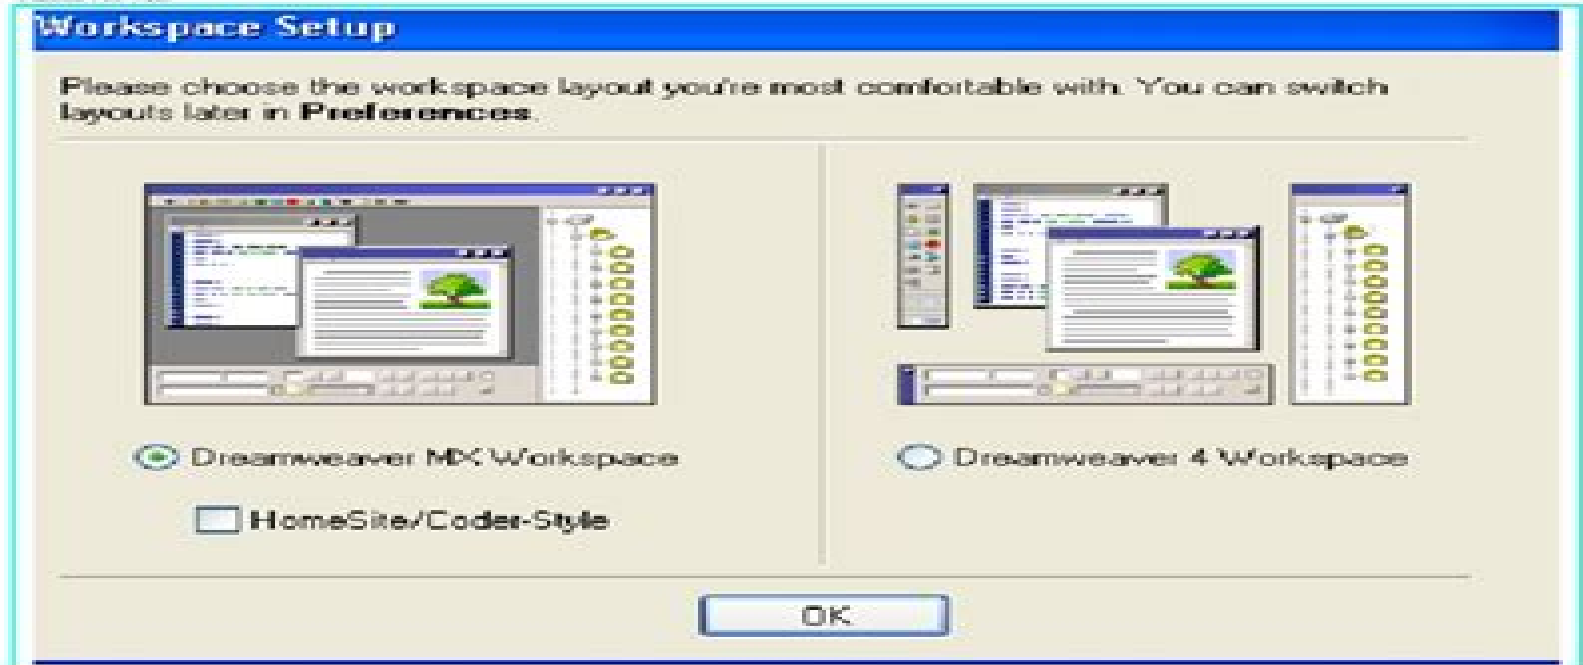 Workspace Setup
Please choose the workspace layout you're most comfortable with. You can switch
layouts later in Preferences.
Dreamweaver MX Workspace
Dreamweaver 4 Workspace
HomeSite/Coder-Style
OK